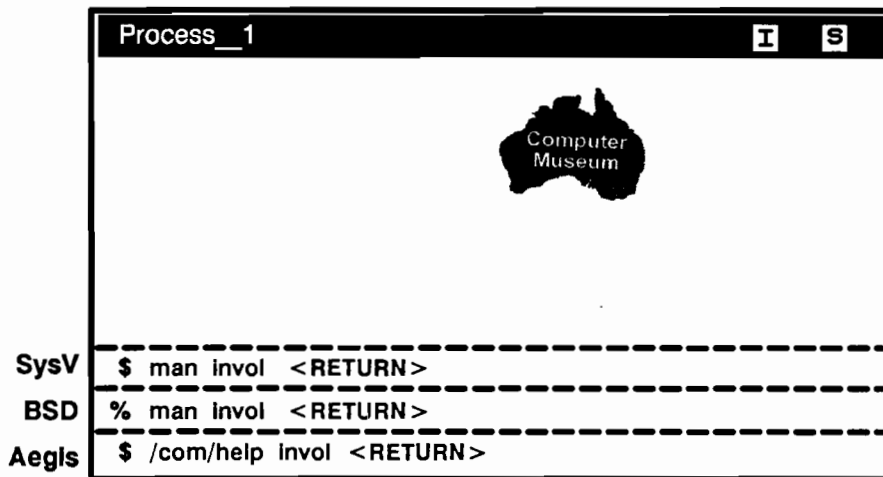 Process__1 I S
Computer
Museum
SysV $ man invol <RETURN>
BSD % man invol <RETURN>
Aegis $ /com/help invol <RETURN>